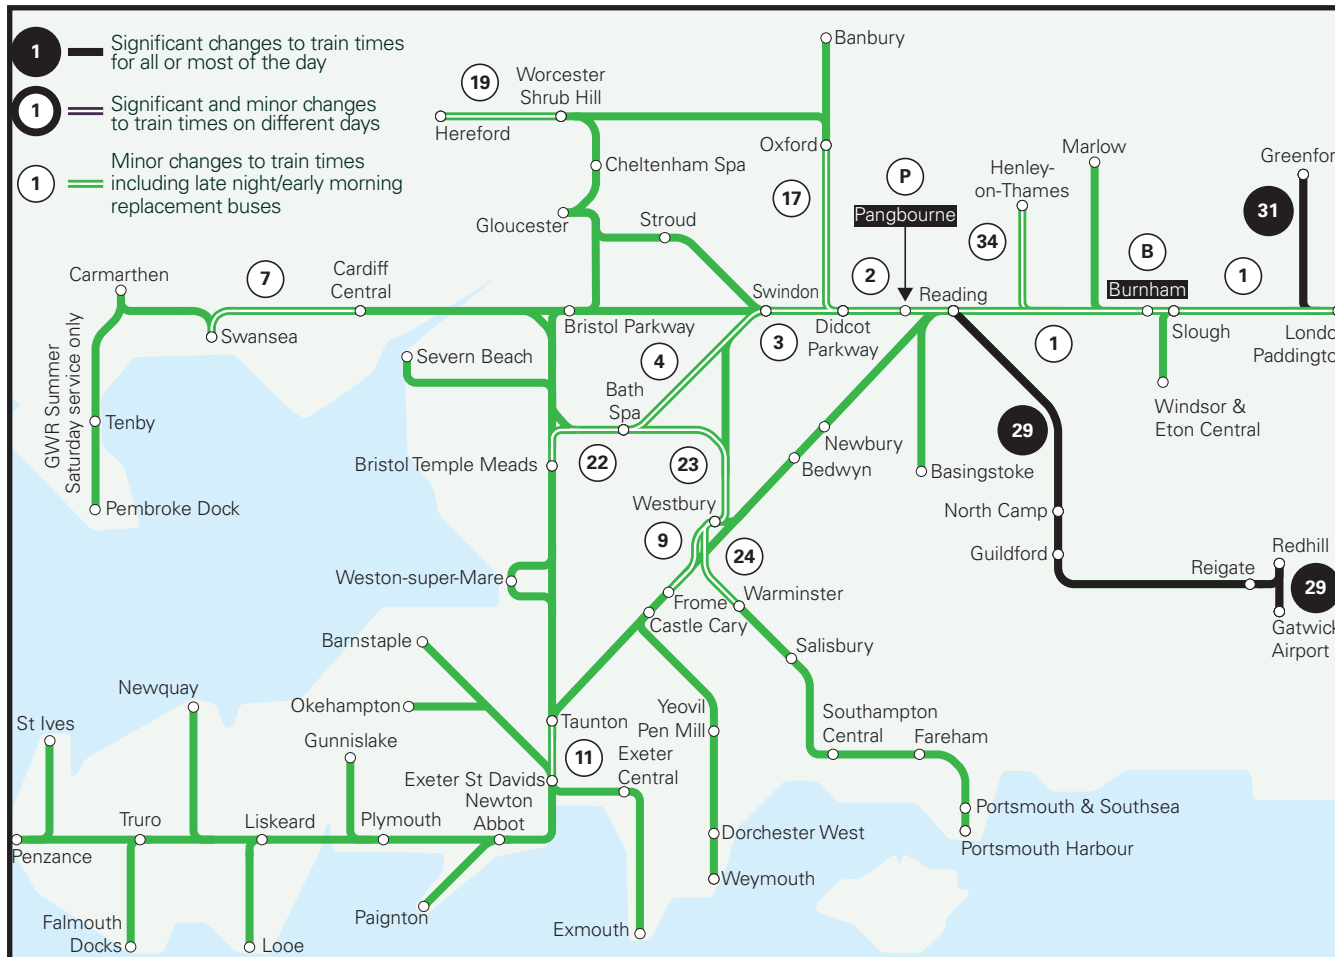 1
Significant changes to train times
for all or most of the day
1
Significant and minor changes
to train times on different days
1
Minor changes to train times
including late night/early morning
replacement buses
Banbury
19
Worcester
Shrub Hill
Hereford
Oxford
Marlow
Greenfor
Cheltenham Spa
P
Henley-
on-Thames
17
Pangbourne
31
Gloucester
Stroud
34
B
Carmarthen
7
Cardiff
Central
2
Burnham
1
Swindon
Reading
Swansea
Bristol Parkway
Didcot
Parkway
Slough
Londo
Paddingto
3
1
Severn Beach
4
GWR Summer
Saturday service only
Bath
Spa
Windsor &
Eton Central
Tenby
29
Newbury
22
23
Bristol Temple Meads
Bedwyn
Basingstoke
Pembroke Dock
Westbury
North Camp
9
24
Guildford
Redhill
Reigate
29
Weston-super-Mare
Frome
Warminster
Castle Cary
Gatwick
Airport
Barnstaple
Salisbury
Newquay
Okehampton
Yeovil
Pen Mill
St Ives
Taunton
Southampton
Central
Gunnislake
Fareham
11
Exeter
Central
Exeter St Davids
Newton
Abbot
Portsmouth & Southsea
Truro
Liskeard
Plymouth
Dorchester West
Penzance
Portsmouth Harbour
Weymouth
Falmouth
Docks
Paignton
Exmouth
Looe